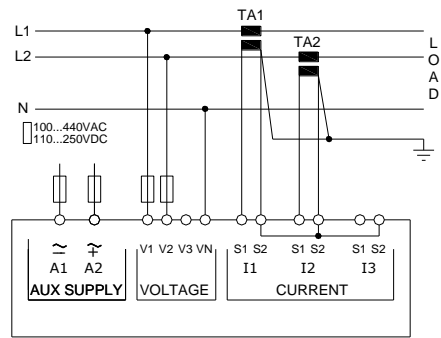 TA1
L1
TA2
L2
LOAD
N
100...440VAC
110...250VDC
V1 V2 V3 VN S1 S2 S1 S2 S1 S2
A1 A2 I1 I2 I3
AUX SUPPLY VOLTAGE CURRENT